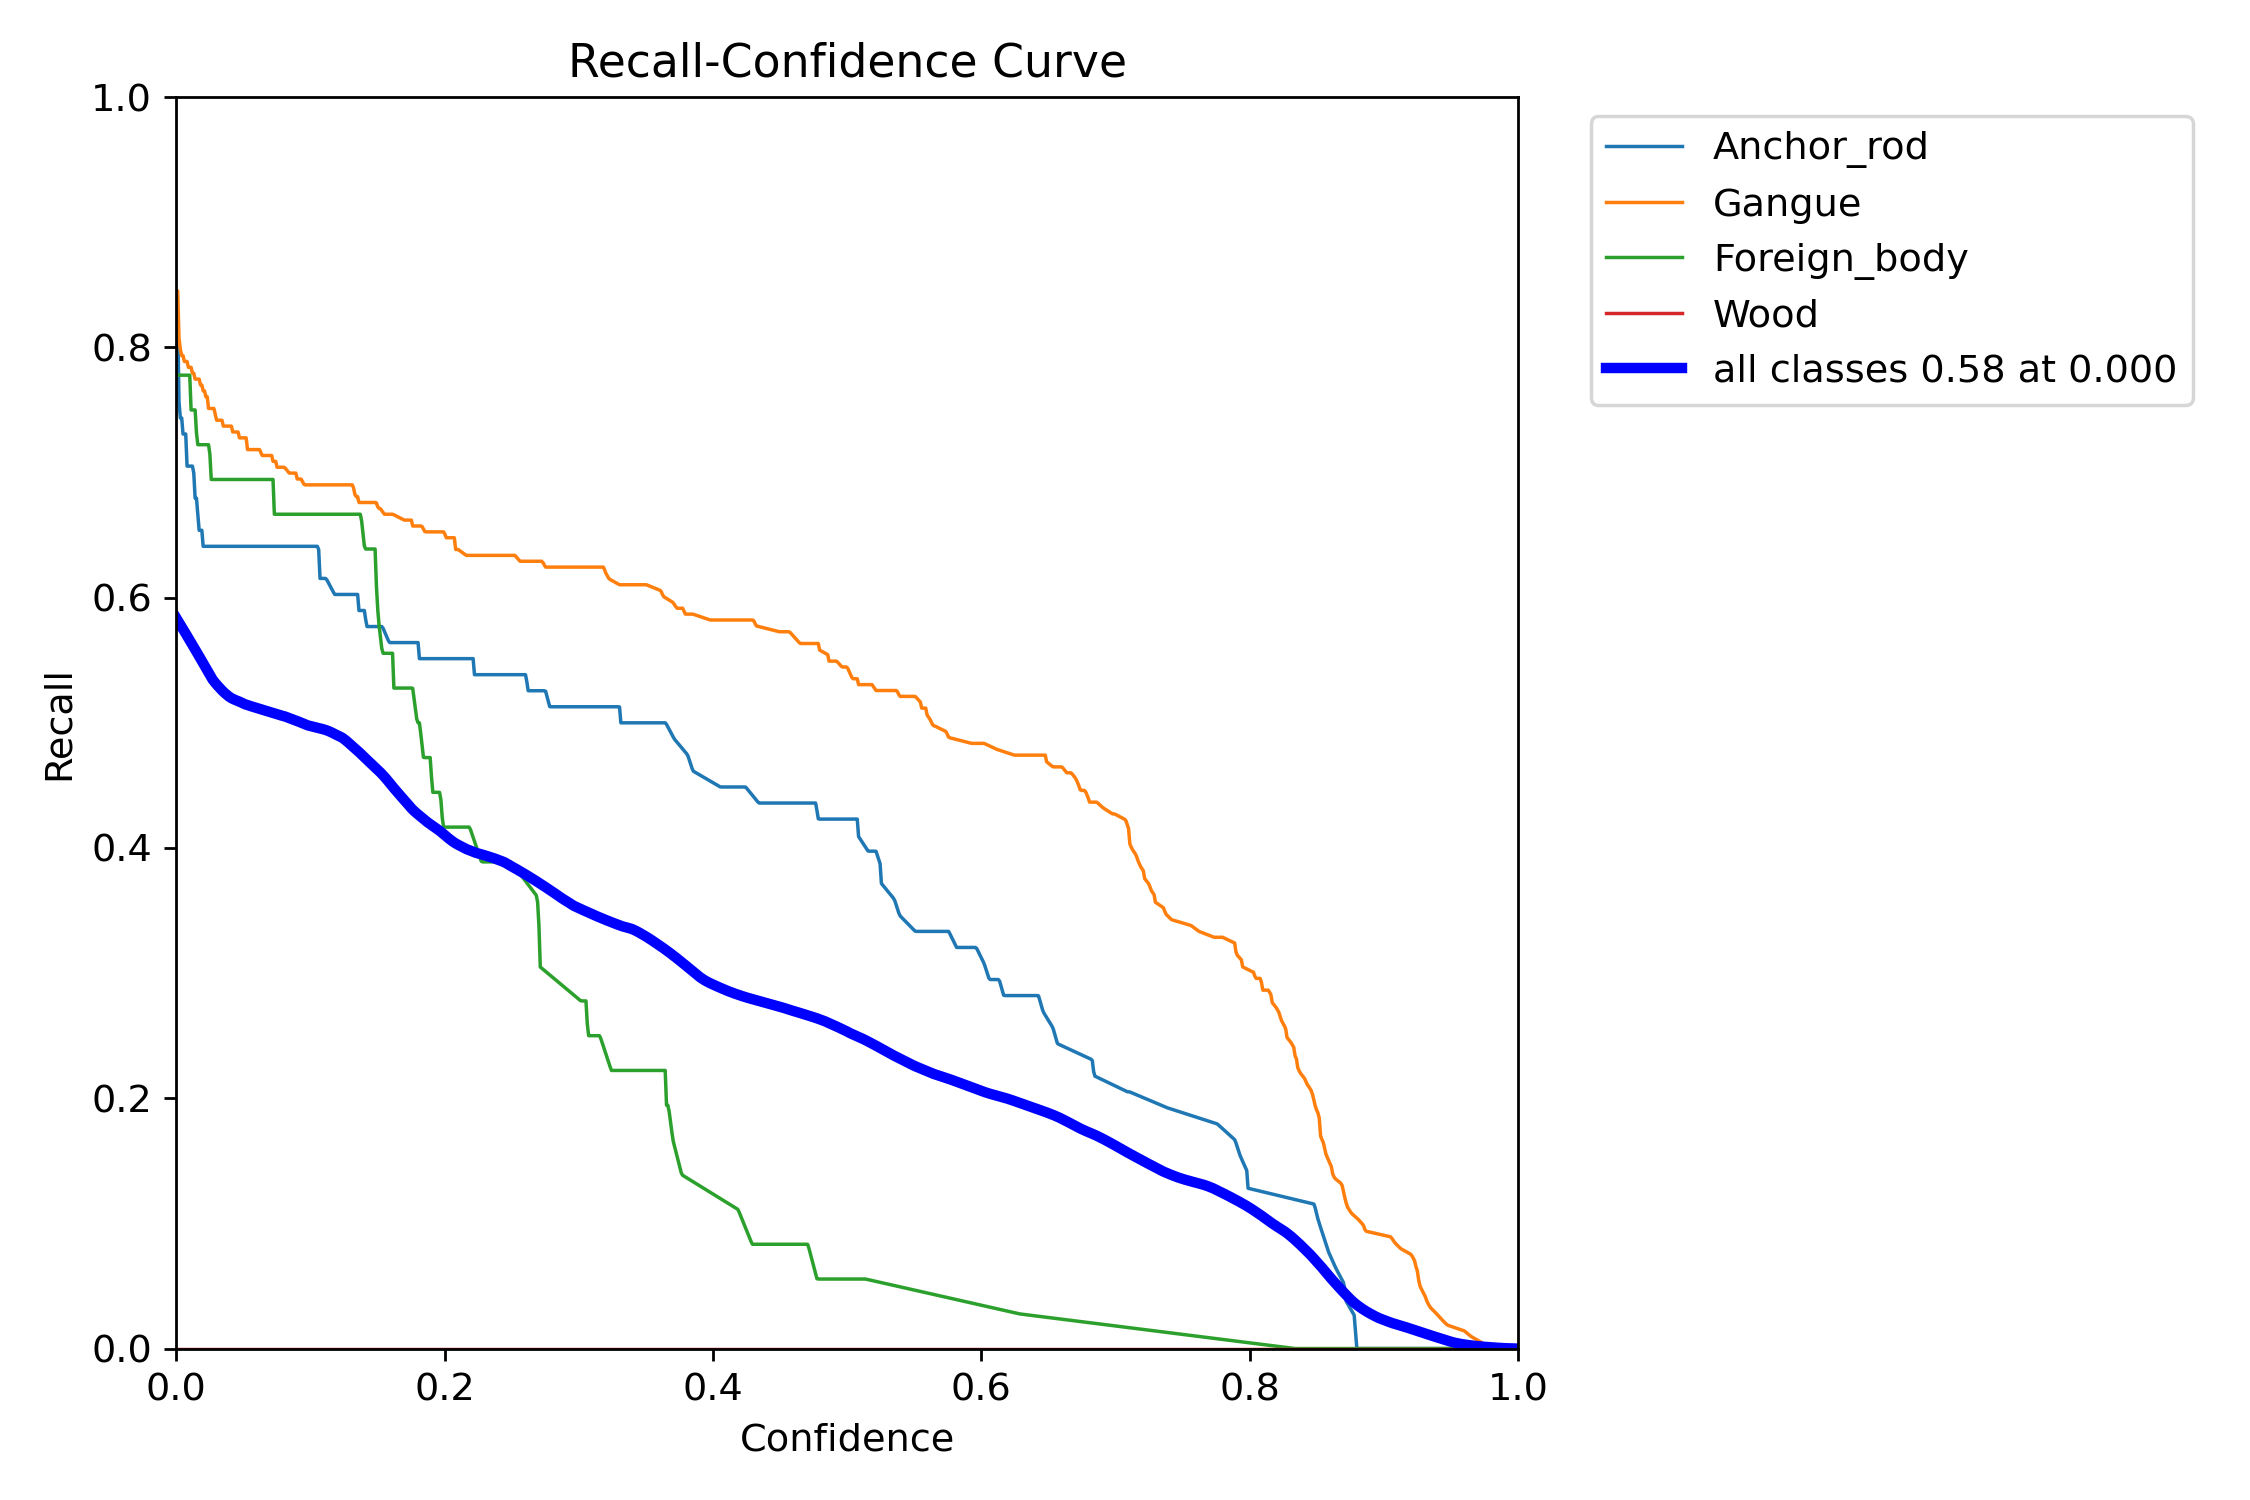 Recall-Confidence Curve
1.0
0.8
0.6
0.4
0.2
0.0
Recall
0.0 0.2 0.4 0.6 0.8 1.0
Confidence
Anchor_rod
Gangue
Foreign_body
Wood
all classes 0.58 at 0.000